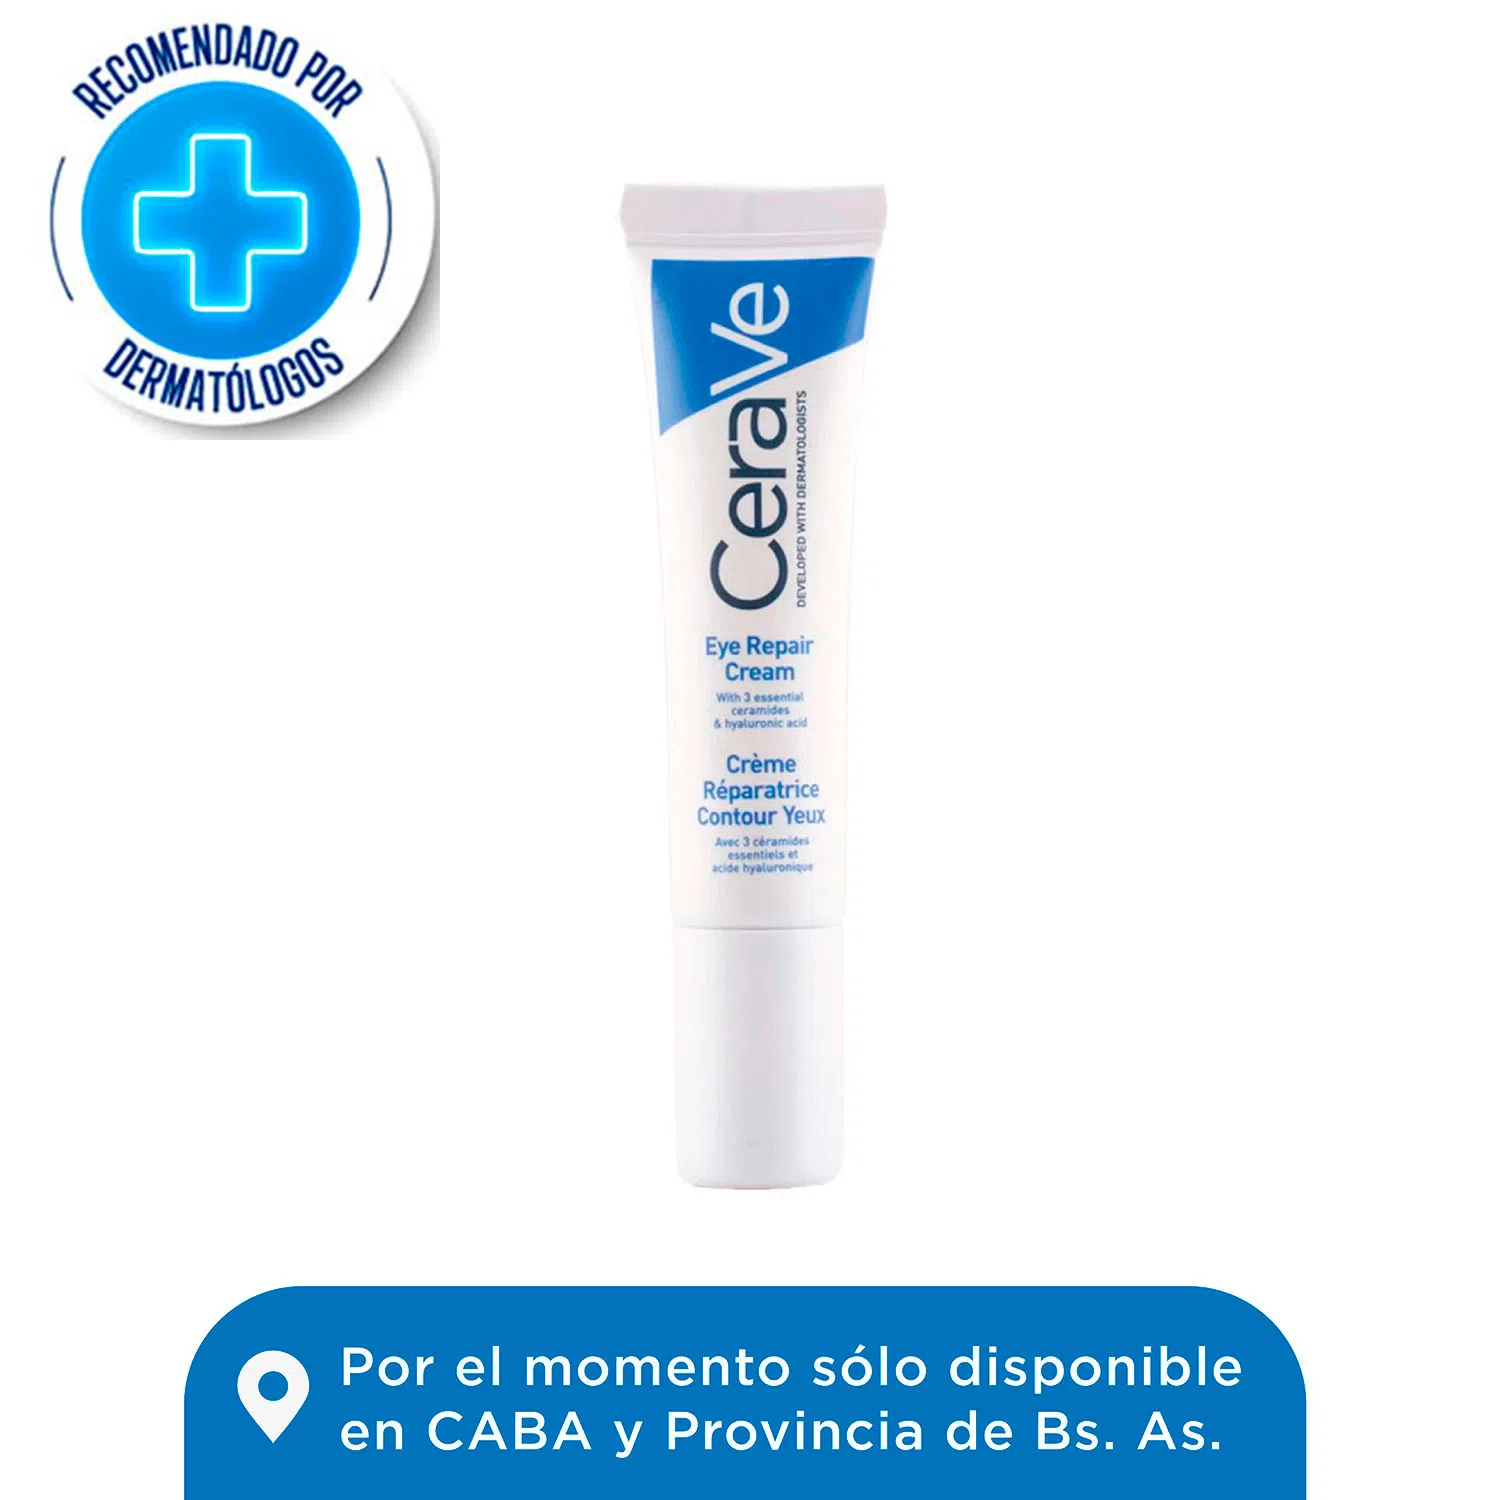 RECOMENDADO POR
DERMATÓLOGOS
CeraVe
DEVELOPED WITH DERMATOLOGISTS
Eye Repair
Cream
With 3 essential
ceramides
& hyaluronic acid
Crème
Réparatrice
Contour Yeux
Avec 3 céramides
essentiels et
acide hyaluronique
Por el momento sólo disponible
en CABA y Provincia de Bs. As.